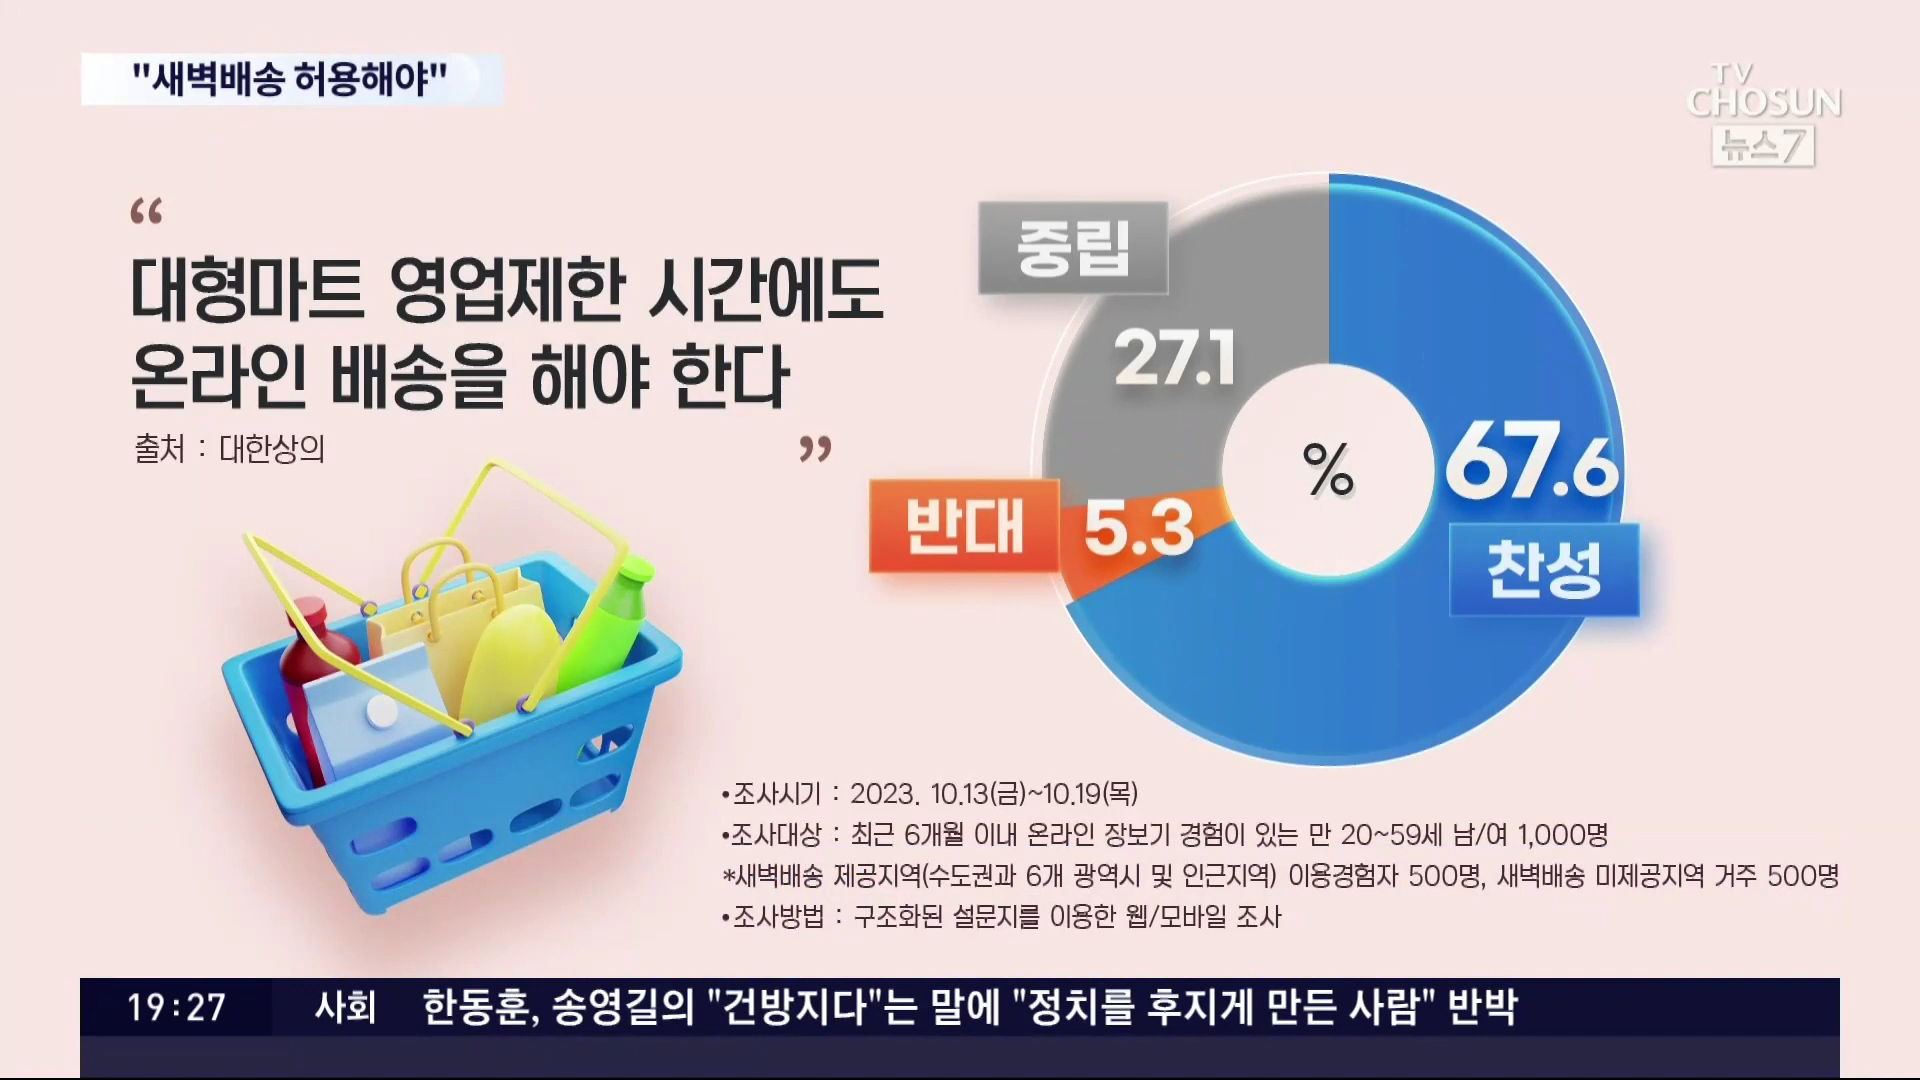 "새벽배송 허용해야"
TV
CHOSUN
뉴스7
“
대형마트 영업제한 시간에도
온라인 배송을 해야 한다
”
출처 : 대한상의
중립
27.1
%
67.6
찬성
반대
5.3
•조사시기 : 2023. 10.13(금)~10.19(목)
•조사대상 : 최근 6개월 이내 온라인 장보기 경험이 있는 만 20~59세 남/여 1,000명
*새벽배송 제공지역(수도권과 6개 광역시 및 인근지역) 이용경험자 500명, 새벽배송 미제공지역 거주 500명
•조사방법 : 구조화된 설문지를 이용한 웹/모바일 조사
19:27 사회 한동훈, 송영길의 "건방지다"는 말에 "정치를 후지게 만든 사람" 반박